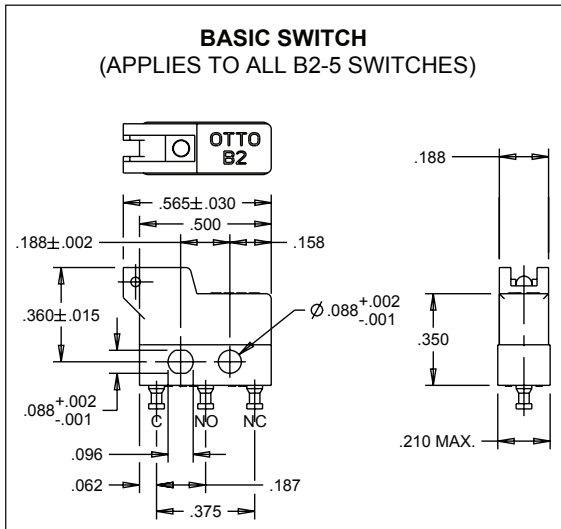 BASIC SWITCH
(APPLIES TO ALL B2-5 SWITCHES)
OTTO
B2
.188
.565±.030
.500
.188±.002
.158
.360±.015
Ø .088+.002
-.001
.350
.088+.002
-.001
C NO NC
.096
.210 MAX.
.062
.187
.375